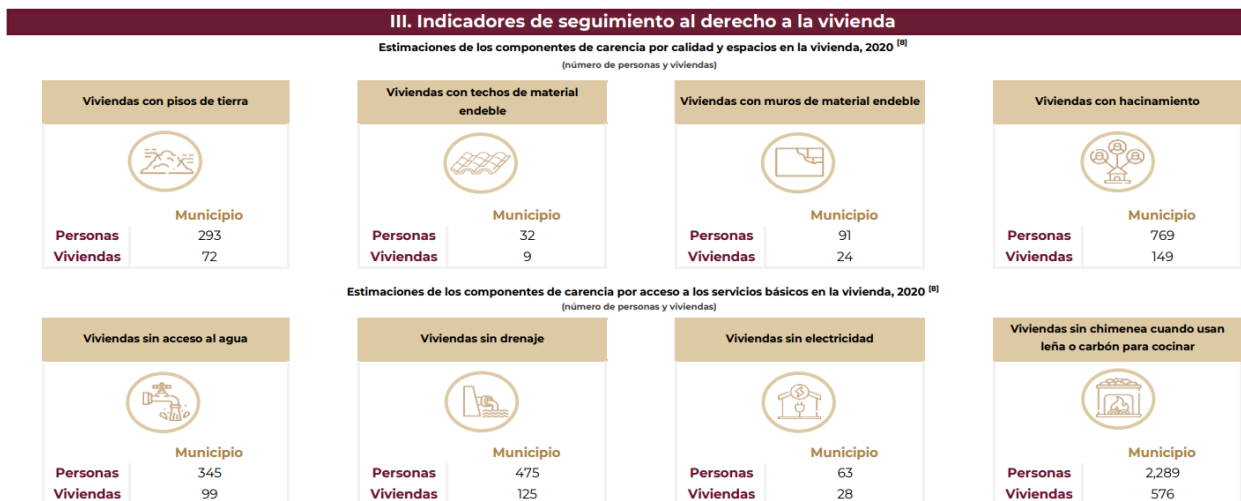 III. Indicadores de seguimiento al derecho a la vivienda
Estimaciones de los componentes de carencia por calidad y espacios en la vivienda, 2020 [8]
(número de personas y viviendas)
Viviendas con pisos de tierra
Municipio
Personas 293
Viviendas 72
Viviendas con techos de material
endeble
Municipio
Personas 32
Viviendas 9
Viviendas con muros de material endeble
Municipio
Personas 91
Viviendas 24
Viviendas con hacinamiento
Municipio
Personas 769
Viviendas 149
Estimaciones de los componentes de carencia por acceso a los servicios básicos en la vivienda, 2020 [8]
(número de personas y viviendas)
Viviendas sin acceso al agua
Municipio
Personas 345
Viviendas 99
Viviendas sin drenaje
Municipio
Personas 475
Viviendas 125
Viviendas sin electricidad
Municipio
Personas 63
Viviendas 28
Viviendas sin chimenea cuando usan
leña o carbón para cocinar
Municipio
Personas 2,289
Viviendas 576